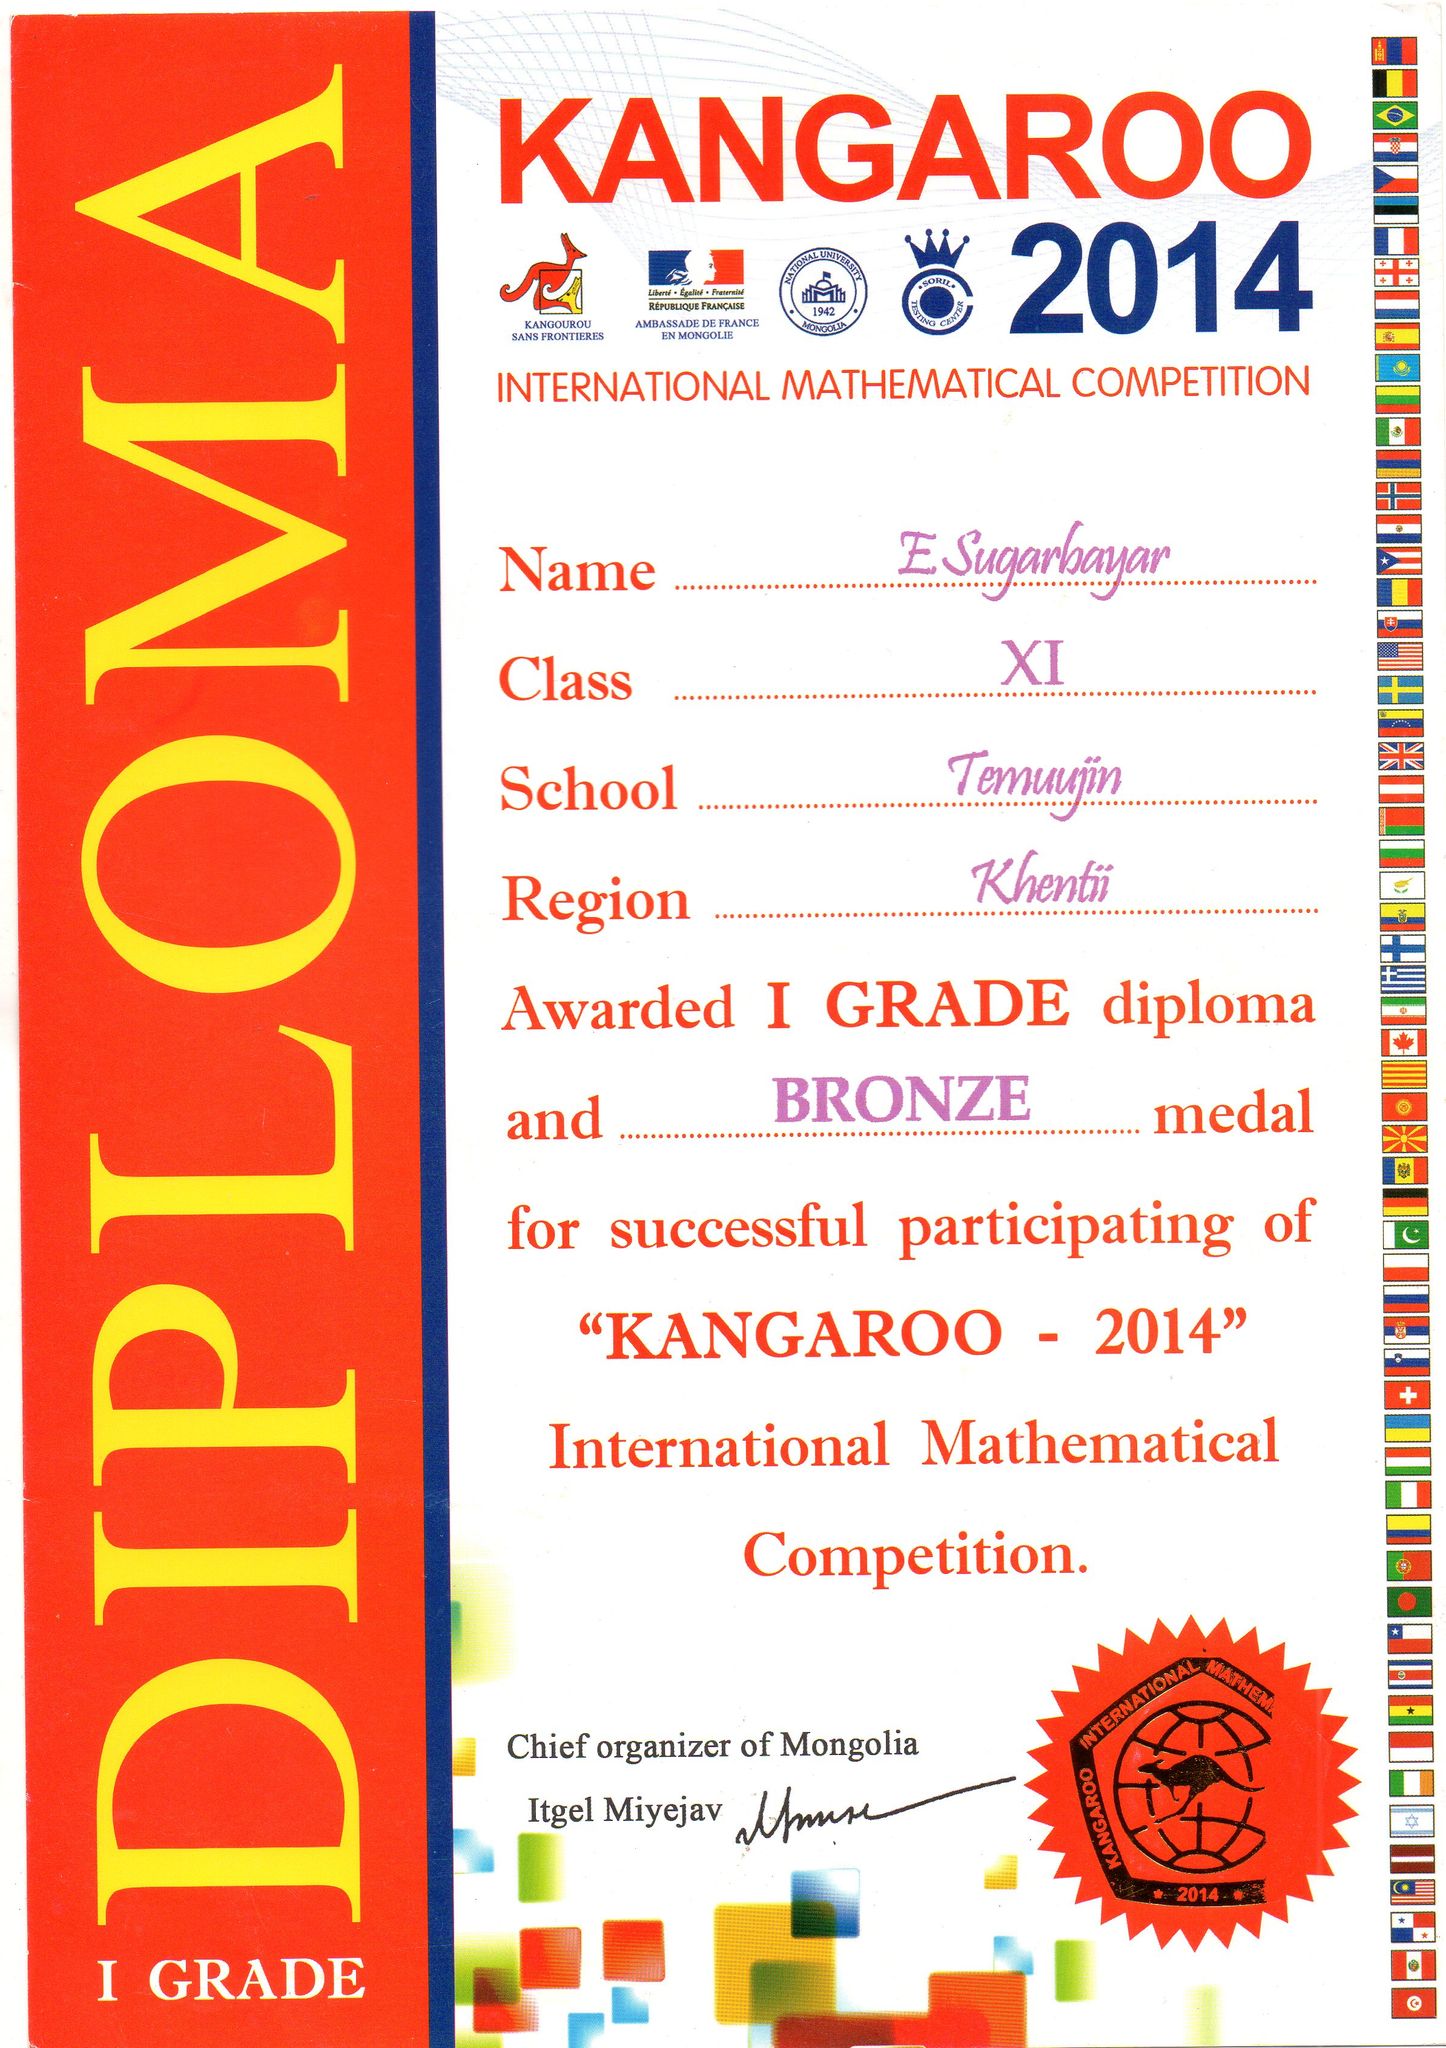 DIPLOMA
I GRADE
KANGAROO
2014
KANGOUROU
SANS FRONTIERES
Liberté • Égalité • Fraternité
RÉPUBLIQUE FRANÇAISE
AMBASSADE DE FRANCE
EN MONGOLIE
NATIONAL UNIVERSITY
1942
MONGOLIA
SORIL
TESTING CENTER
INTERNATIONAL MATHEMATICAL COMPETITION
Name E.Sugarbayar
Class XI
School Temuujin
Region Khentii
Awarded I GRADE diploma
and BRONZE medal
for successful participating of
“KANGAROO - 2014”
International Mathematical
Competition.
Chief organizer of Mongolia
Itgel Miyejav
KANGAROO INTERNATIONAL MATHEM
2014